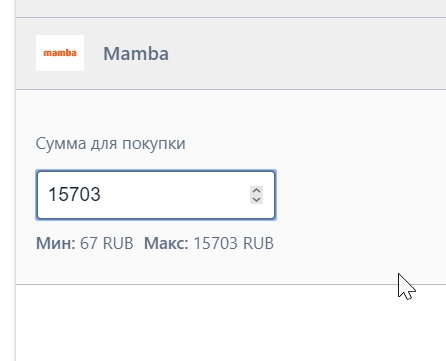 mamba Mamba
Сумма для покупки
15703
Мин: 67 RUB Макс: 15703 RUB